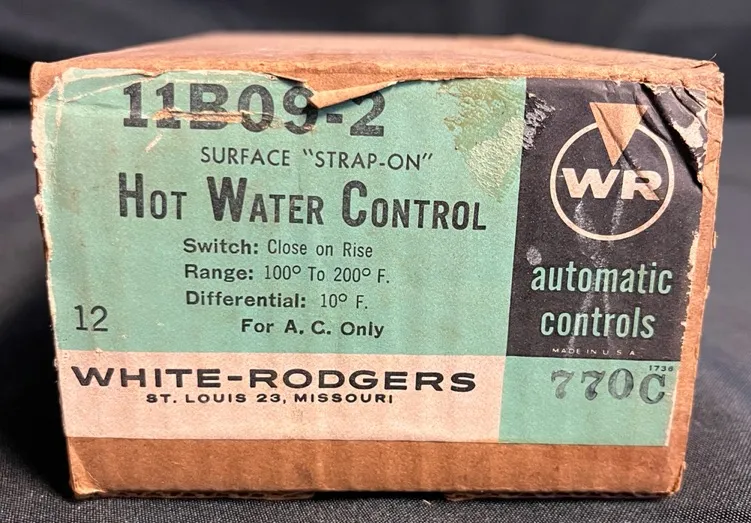 11B09-2
SURFACE "STRAP-ON"
HOT WATER CONTROL
Switch: Close on Rise
Range: 100° To 200° F.
Differential: 10° F.
For A. C. Only
12
WHITE-RODGERS
ST. LOUIS 23, MISSOURI
WR
automatic
controls
MADE IN U S A
1736
770C